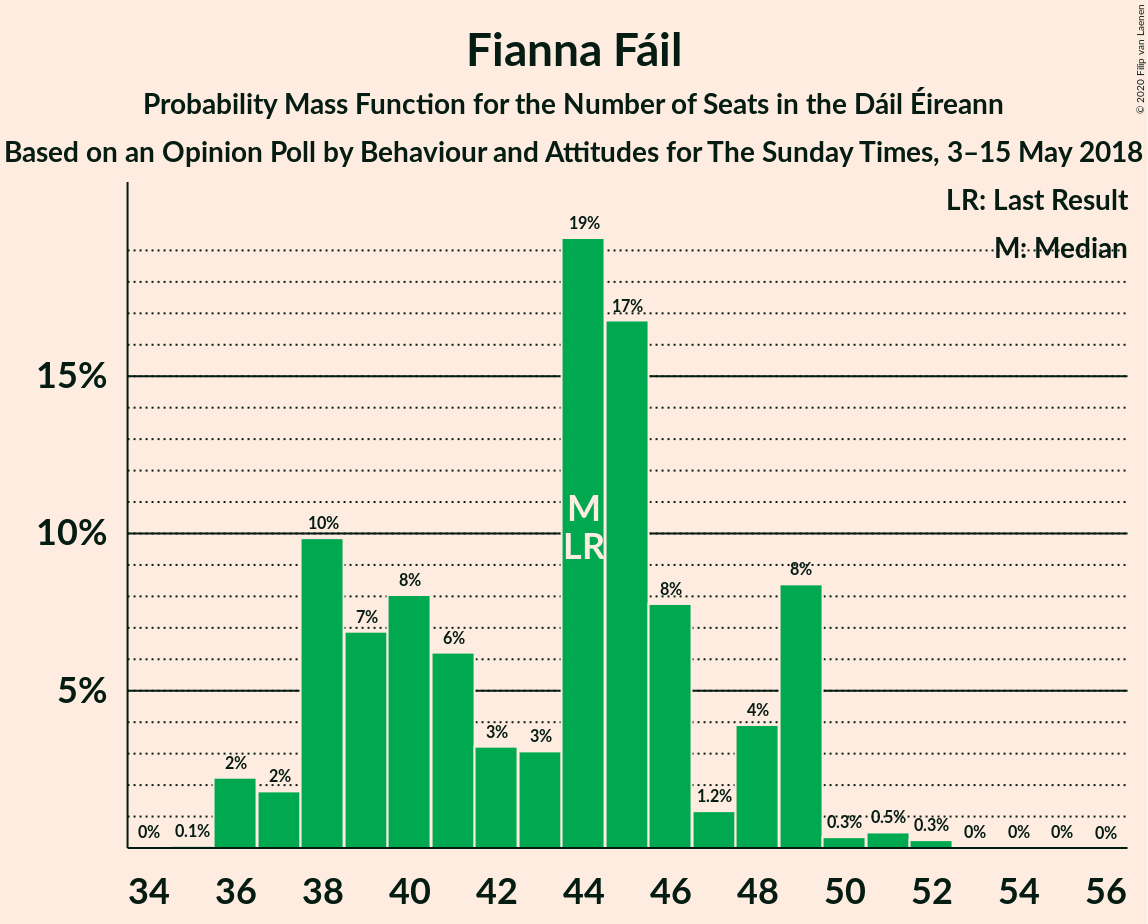 Fianna Fáil
Probability Mass Function for the Number of Seats in the Dáil Éireann
Based on an Opinion Poll by Behaviour and Attitudes for The Sunday Times, 3–15 May 2018
© 2020 Filip van Laenen
LR: Last Result
M: Median
15%
10%
5%
0%
0.1%
2%
2%
10%
7%
8%
6%
3%
3%
19%
17%
8%
1.2%
4%
8%
0.3%
0.5%
0.3%
0%
0%
0%
0%
M
LR
34 36 38 40 42 44 46 48 50 52 54 56